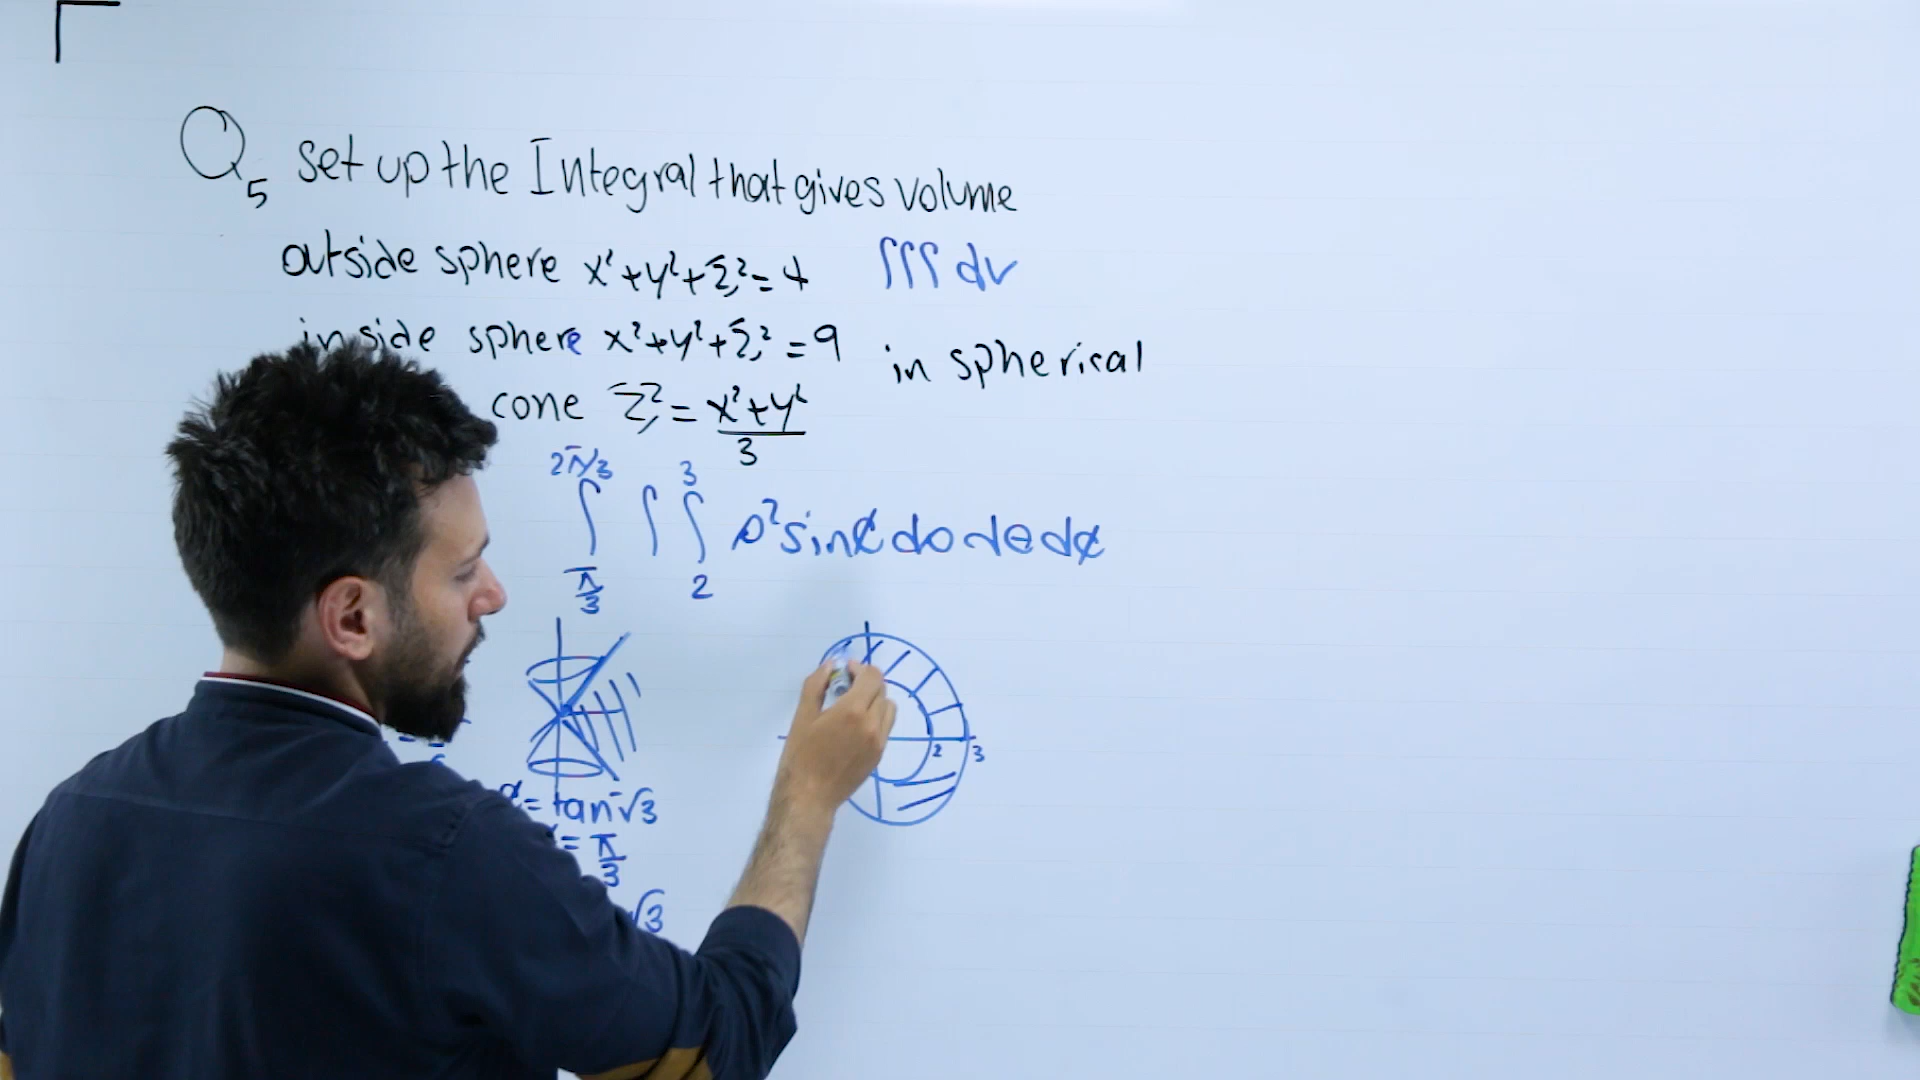 Q5 set up the Integral that gives volume
outside sphere x²+y²+z²=4 ∫∫∫ dv
inside sphere x²+y²+z²=9 in spherical
cone z²=x²+y²/3
2π/3 3
∫ ∫ ∫ ρ²sinφ dρ dθ dφ
π/3 2
2 3
α=tan⁻√3
=π/3
√3